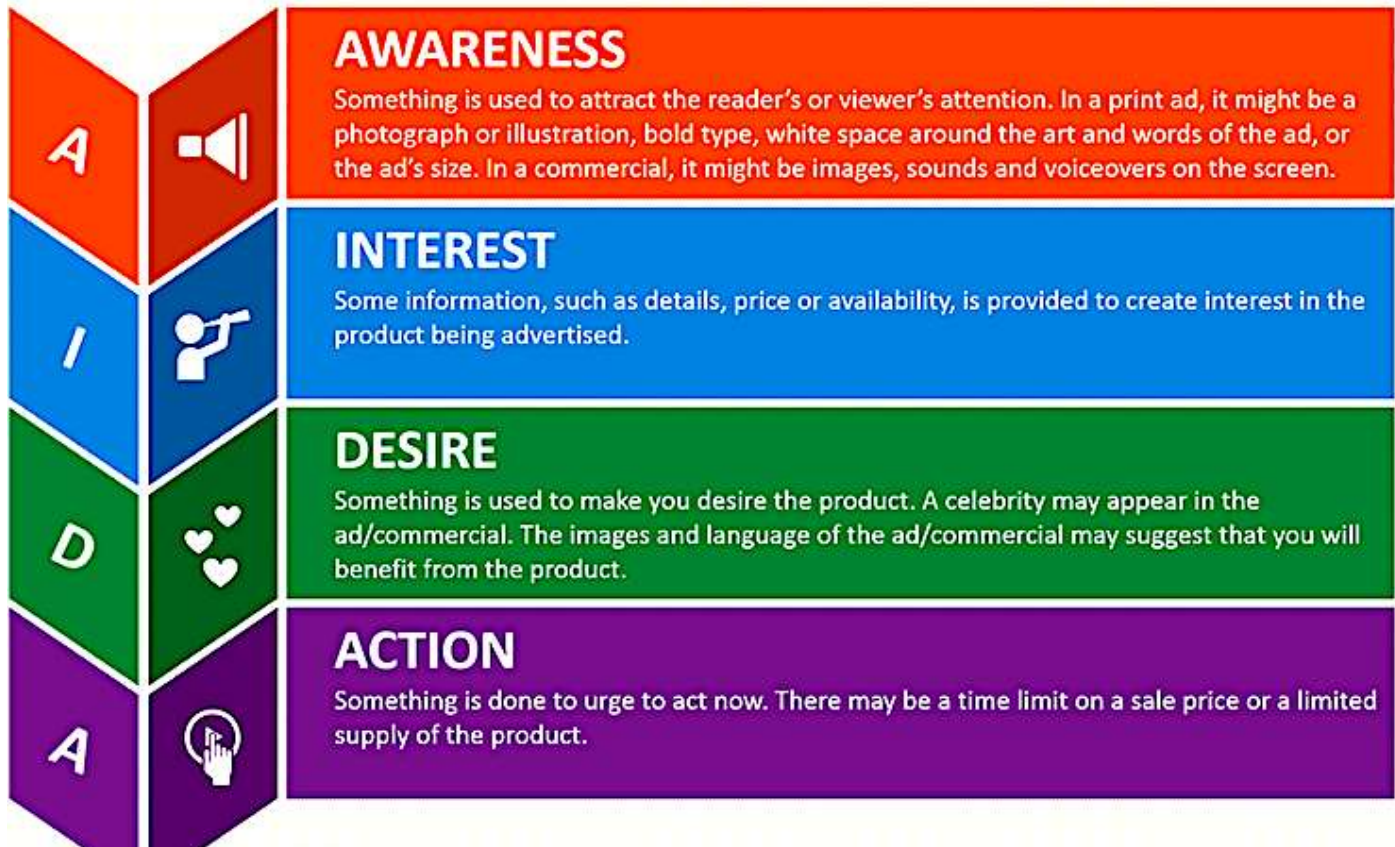 A
AWARENESS
Something is used to attract the reader's or viewer's attention. In a print ad, it might be a
photograph or illustration, bold type, white space around the art and words of the ad, or
the ad's size. In a commercial, it might be images, sounds and voiceovers on the screen.
I
INTEREST
Some information, such as details, price or availability, is provided to create interest in the
product being advertised.
D
DESIRE
Something is used to make you desire the product. A celebrity may appear in the
ad/commercial. The images and language of the ad/commercial may suggest that you will
benefit from the product.
A
ACTION
Something is done to urge to act now. There may be a time limit on a sale price or a limited
supply of the product.